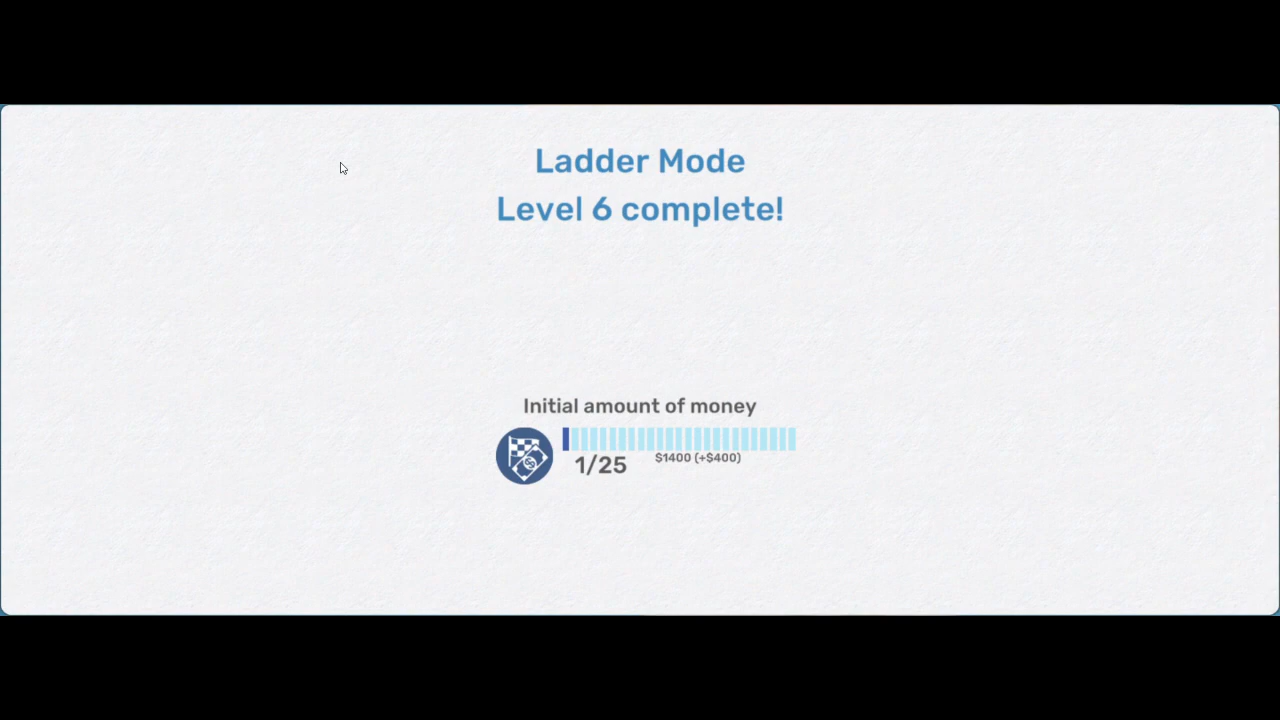 Ladder Mode
Level 6 complete!
Initial amount of money
1/25
$1400 (+$400)